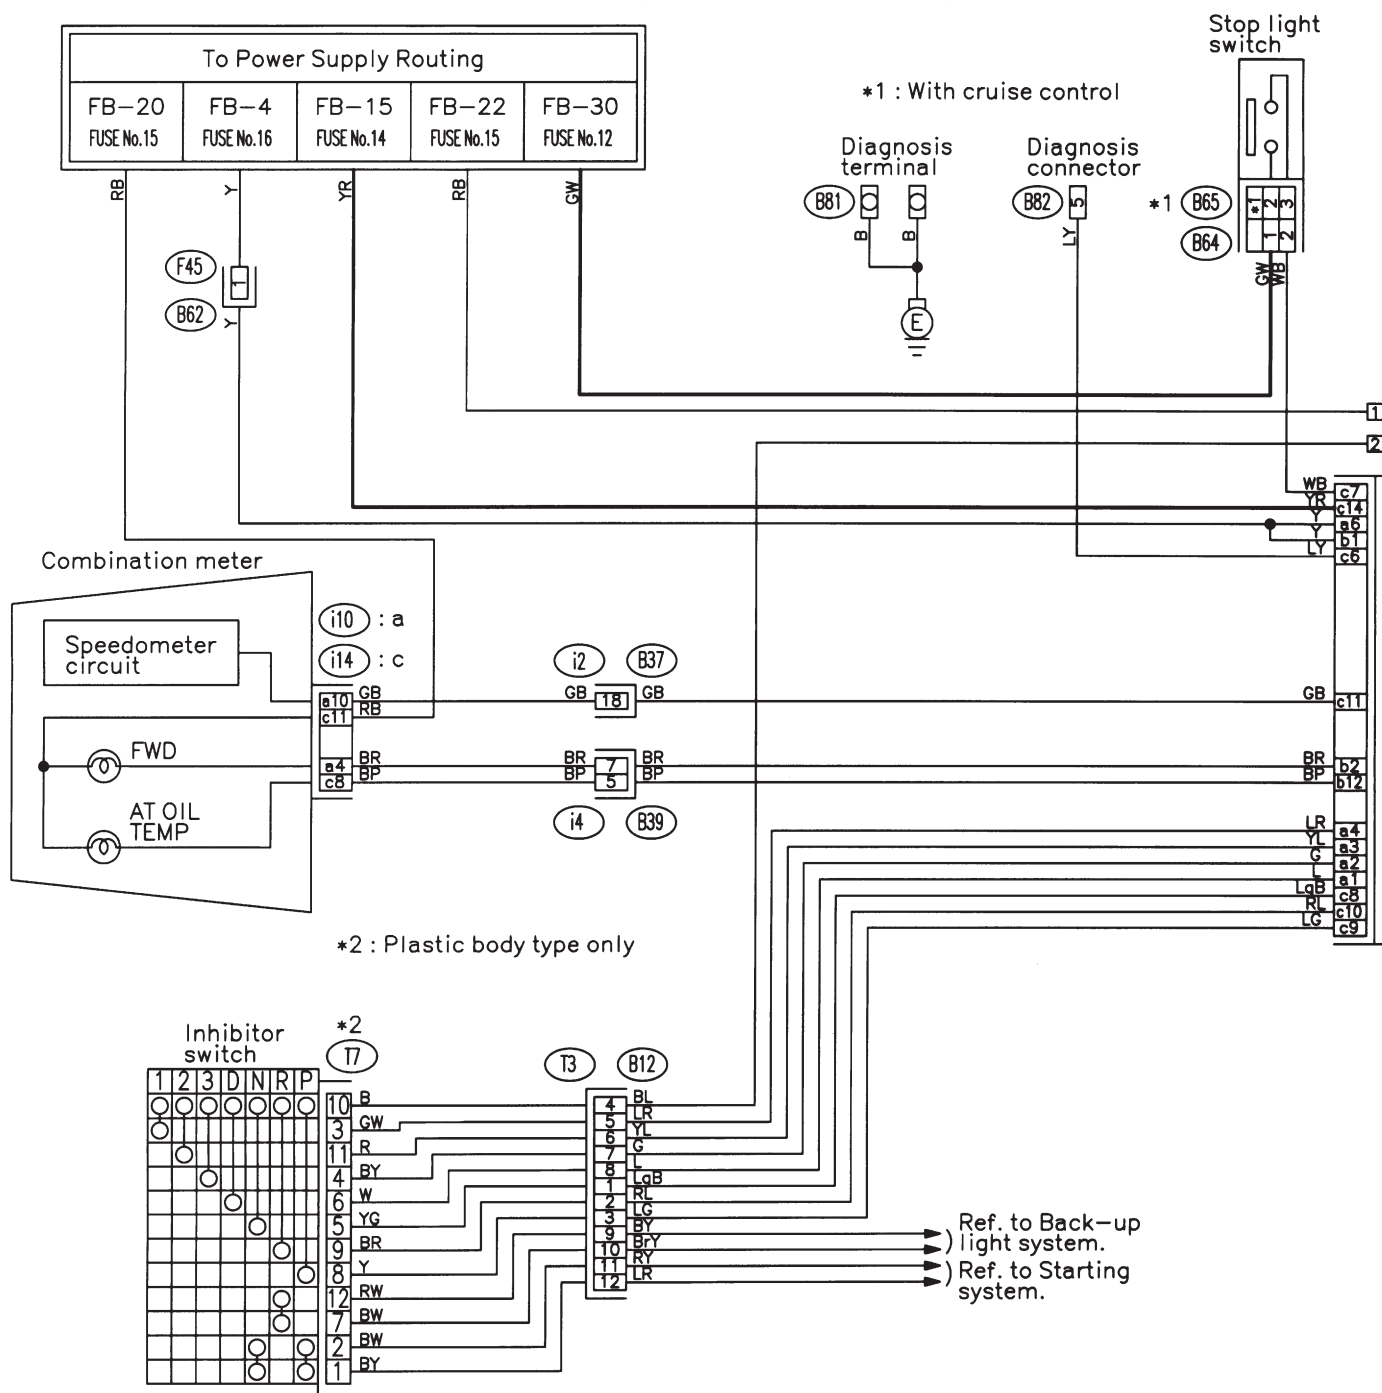 To Power Supply Routing
FB-20 FB-4 FB-15 FB-22 FB-30
FUSE No.15 FUSE No.16 FUSE No.14 FUSE No.15 FUSE No.12
RB Y YR RB GW
F45
1
B62
Y
*1 : With cruise control
Stop light
switch
Diagnosis
terminal
Diagnosis
connector
B81
B B
E
B82 5
LY
*1 B65 *1 2 3
B64 1 2
GW WB
1
2
WB c7
YR c14
Y a6
Y b1
LY c6
Combination meter
Speedometer
circuit
FWD
AT OIL
TEMP
i10 : a
i14 : c
i2 B37
a10 GB GB 18 GB GB c11
c11 RB
a4 BR BR 7 BR BR b2
c8 BP BP 5 BP BP b12
i4 B39
LR a4
YL a3
G a2
L a1
LgB c8
RL c10
LG c9
*2 : Plastic body type only
Inhibitor
switch
*2
T7
T3 B12
1 2 3 D N R P
10 B
3 GW
11 R
4 BY
6 W
5 YG
9 BR
8 Y
12 RW
7 BW
2 BW
1 BY
4 BL
5 LR
6 YL
7 G
8 L
1 LgB
2 RL
3 LG
9 BY
10 BrY
11 RY
12 LR
) Ref. to Back-up
light system.
) Ref. to Starting
system.